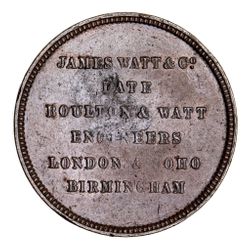 JAMES WATT & Co.
LATE
BOULTON & WATT
ENGINEERS
LONDON & SOHO
BIRMINGHAM